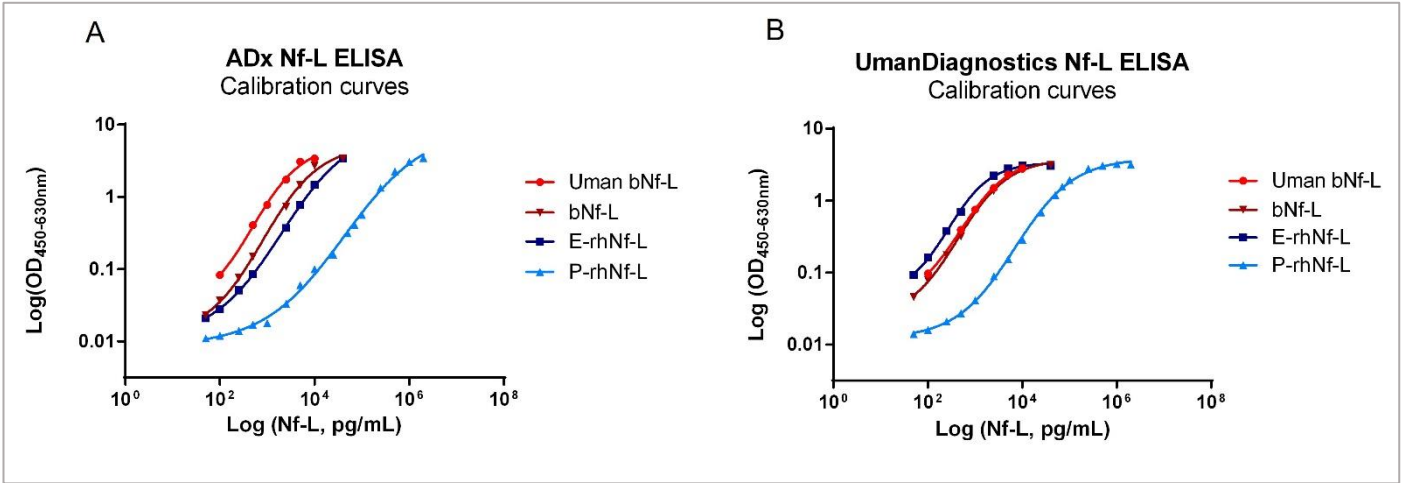 A
ADx Nf-L ELISA
Calibration curves
Log(OD450-630nm)
10
1
0.1
0.01
10^0
10^2
10^4
10^6
10^8
Log (Nf-L, pg/mL)
Uman bNf-L
bNf-L
E-rhNf-L
P-rhNf-L
B
UmanDiagnostics Nf-L ELISA
Calibration curves
Log (OD450-630nm)
10
1
0.1
0.01
10^0
10^2
10^4
10^6
10^8
Log (Nf-L, pg/mL)
Uman bNf-L
bNf-L
E-rhNf-L
P-rhNf-L